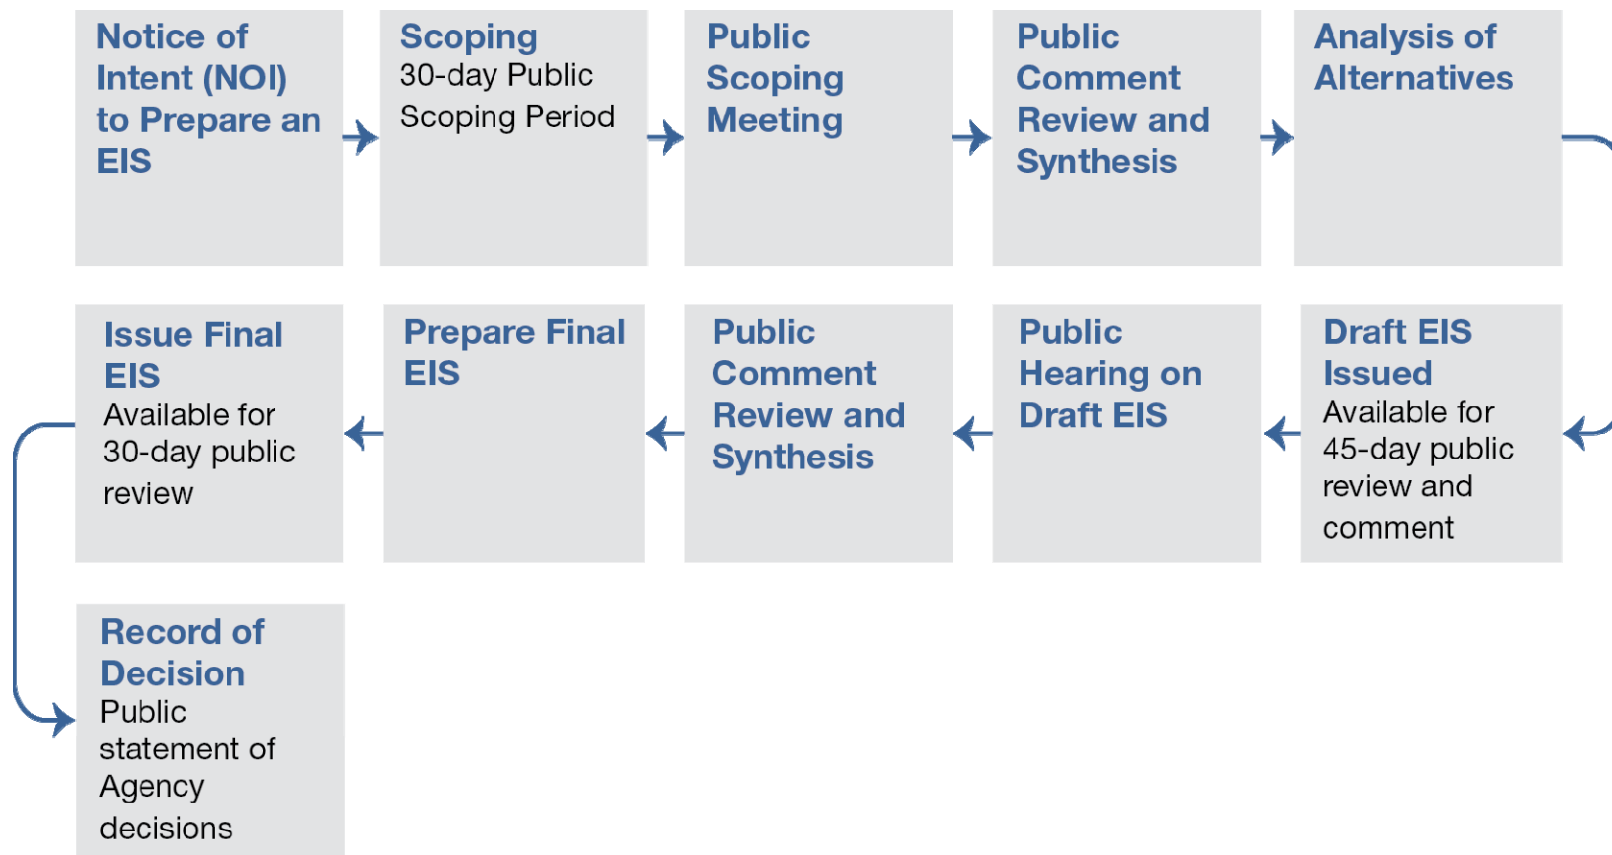 Notice of
Intent (NOI)
to Prepare an
EIS
Scoping
30-day Public
Scoping Period
Public
Scoping
Meeting
Public
Comment
Review and
Synthesis
Analysis of
Alternatives
Draft EIS
Issued
Available for
45-day public
review and
comment
Public
Hearing on
Draft EIS
Public
Comment
Review and
Synthesis
Prepare Final
EIS
Issue Final
EIS
Available for
30-day public
review
Record of
Decision
Public
statement of
Agency
decisions